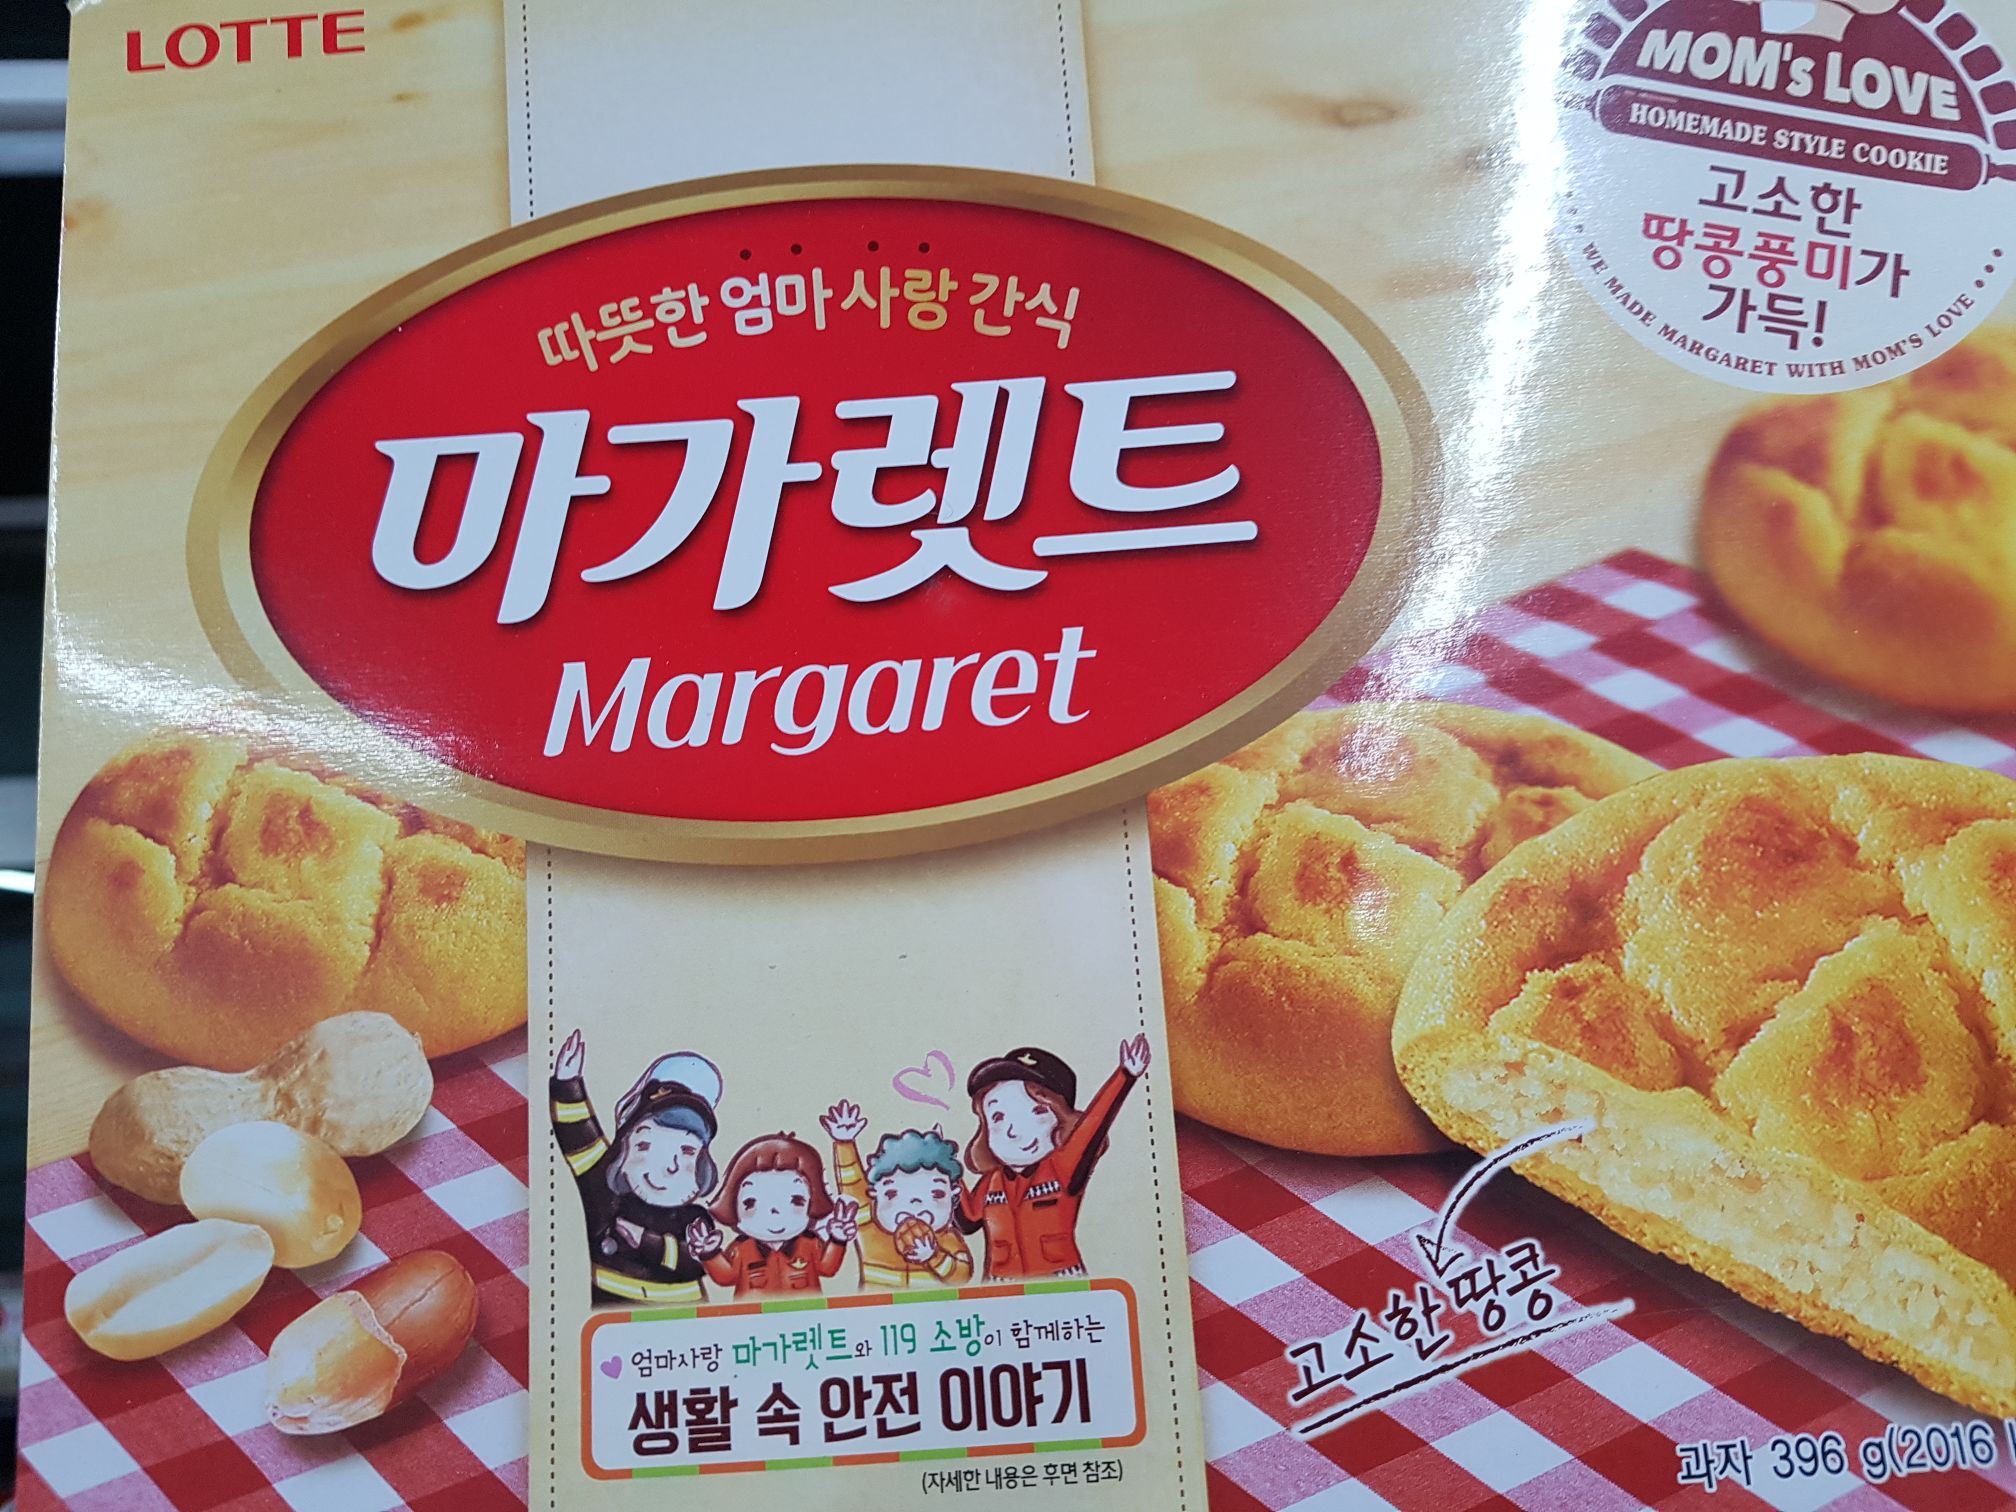 LOTTE
MOM's LOVE
HOMEMADE STYLE COOKIE
고소한
땅콩풍미가
가득!
WE MADE MARGARET WITH MOM'S LOVE
따뜻한 엄마 사랑 간식
마가렛트
Margaret
고소한 땅콩
엄마사랑 마가렛트와 119 소방이 함께하는
생활 속 안전 이야기
(자세한 내용은 후면 참조)
과자 396 g(2016